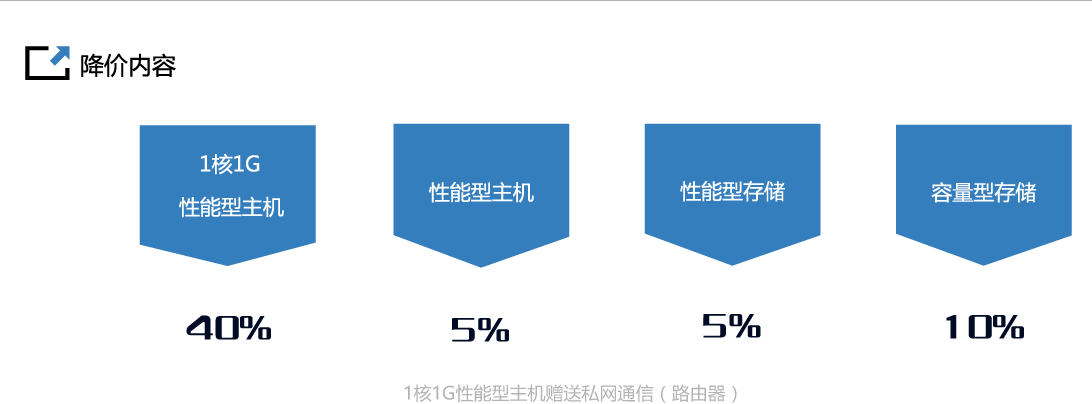 降价内容
1核1G
性能型主机
性能型主机
性能型存储
容量型存储
40%
5%
5%
10%
1核1G性能型主机赠送私网通信（路由器）